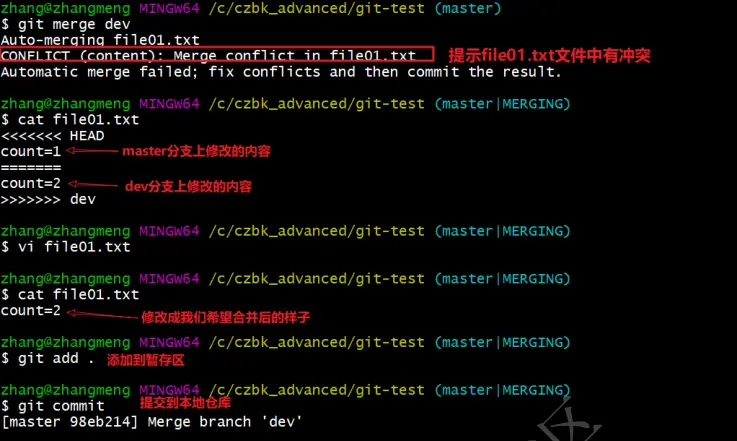 zhang@zhangmeng MINGW64 /c/czbk_advanced/git-test (master)
$ git merge dev
Auto-merging file01.txt
CONFLICT (content): Merge conflict in file01.txt 提示file01.txt文件中有冲突
Automatic merge failed; fix conflicts and then commit the result.
zhang@zhangmeng MINGW64 /c/czbk_advanced/git-test (master|MERGING)
$ cat file01.txt
<<<<<<< HEAD
count=1 master分支上修改的内容
=======
count=2 dev分支上修改的内容
>>>>>>> dev
zhang@zhangmeng MINGW64 /c/czbk_advanced/git-test (master|MERGING)
$ vi file01.txt
zhang@zhangmeng MINGW64 /c/czbk_advanced/git-test (master|MERGING)
$ cat file01.txt
count=2 修改成我们希望合并后的样子
zhang@zhangmeng MINGW64 /c/czbk_advanced/git-test (master|MERGING)
$ git add . 添加到暂存区
zhang@zhangmeng MINGW64 /c/czbk_advanced/git-test (master|MERGING)
$ git commit 提交到本地仓库
[master 98eb214] Merge branch 'dev'